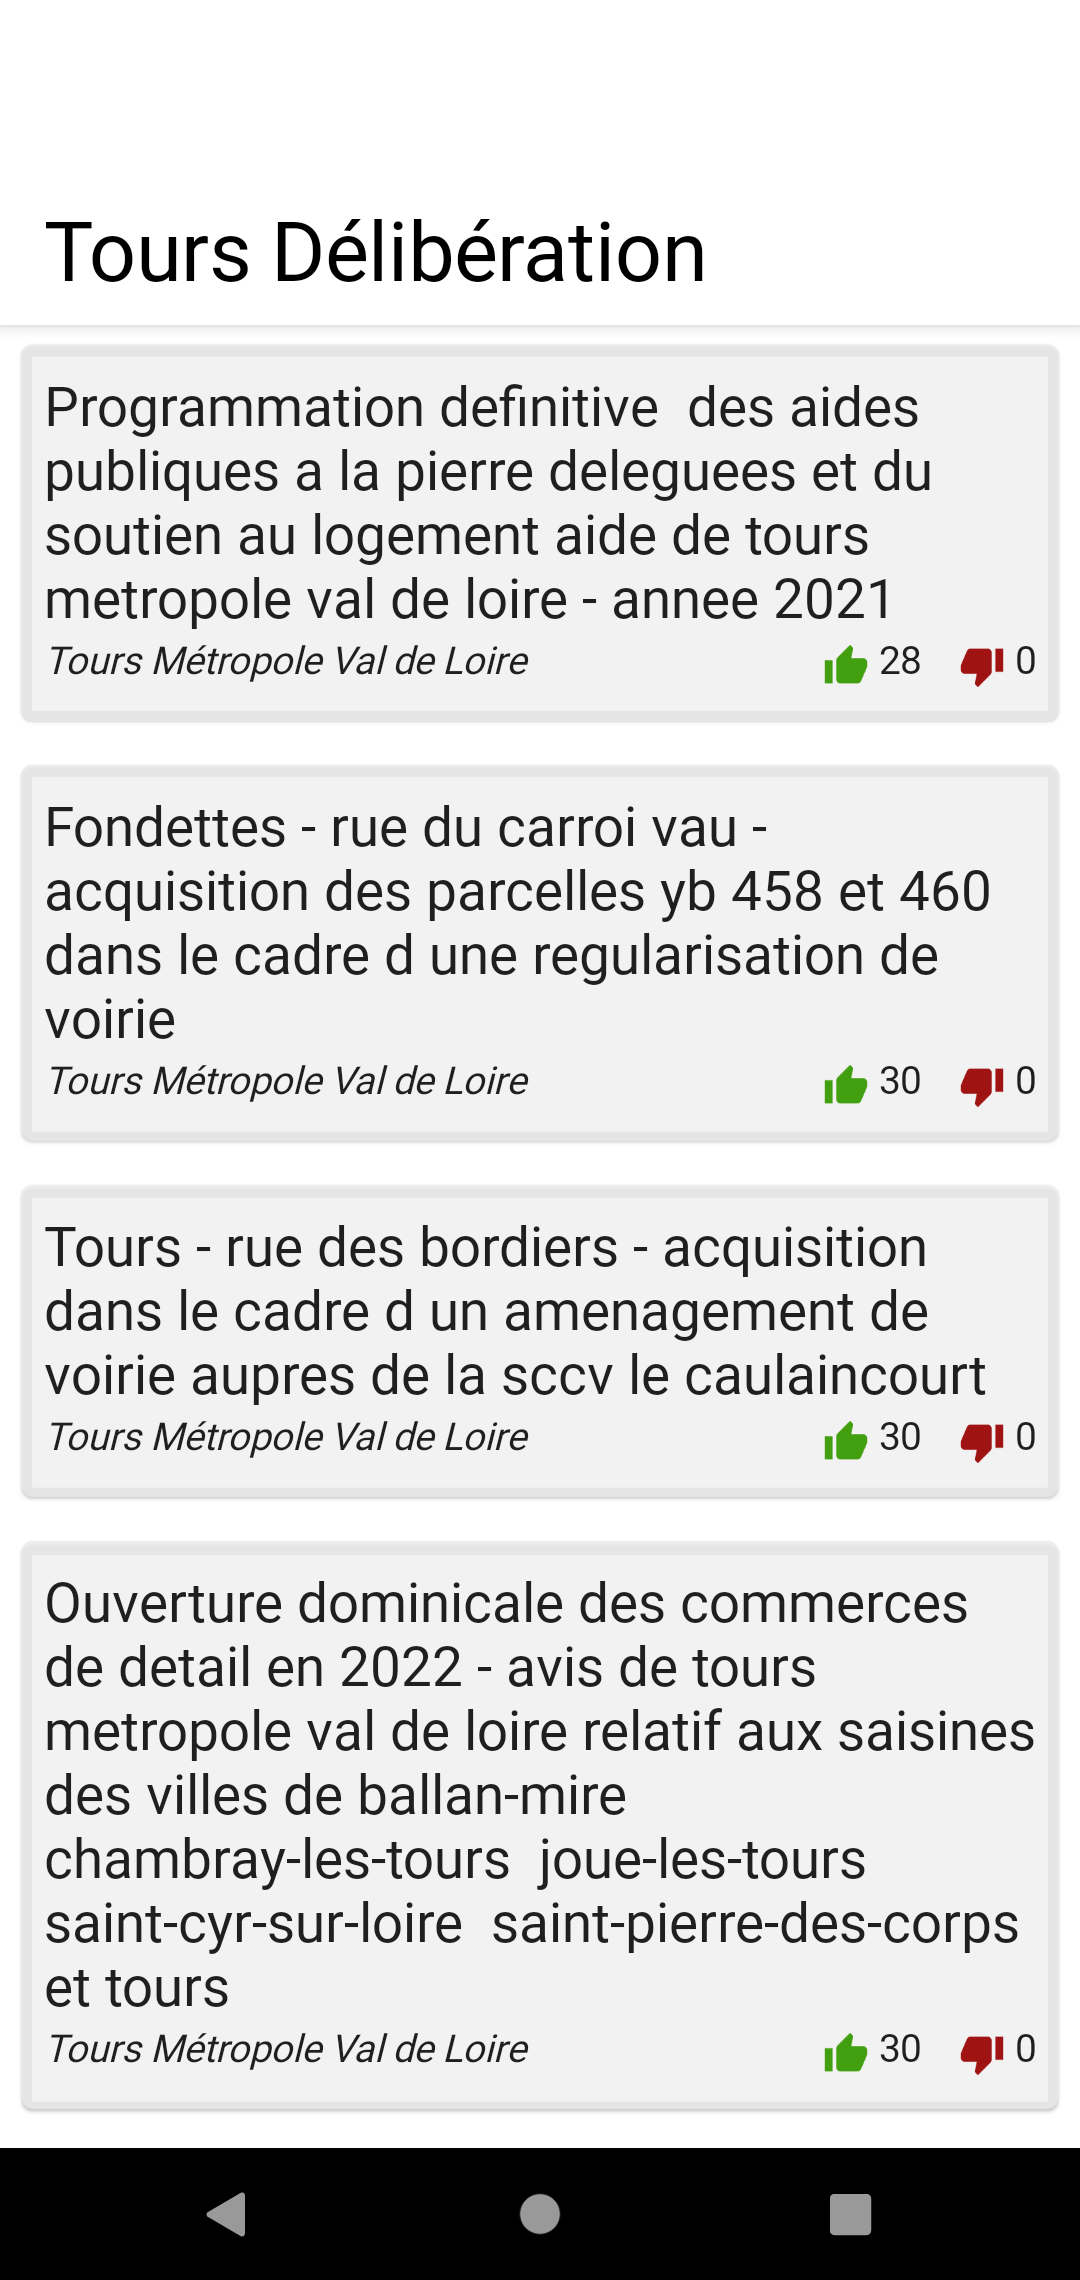 Tours Délibération
Programmation definitive  des aides
publiques a la pierre deleguees et du
soutien au logement aide de tours
metropole val de loire - annee 2021
Tours Métropole Val de Loire 28 0
Fondettes - rue du carroi vau -
acquisition des parcelles yb 458 et 460
dans le cadre d une regularisation de
voirie
Tours Métropole Val de Loire 30 0
Tours - rue des bordiers - acquisition
dans le cadre d un amenagement de
voirie aupres de la sccv le caulaincourt
Tours Métropole Val de Loire 30 0
Ouverture dominicale des commerces
de detail en 2022 - avis de tours
metropole val de loire relatif aux saisines
des villes de ballan-mire
chambray-les-tours  joue-les-tours
saint-cyr-sur-loire  saint-pierre-des-corps
et tours
Tours Métropole Val de Loire 30 0